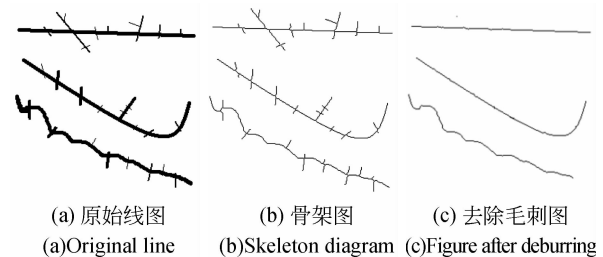 (a) 原始线图 (b) 骨架图 (c) 去除毛刺图
(a)Original line (b)Skeleton diagram (c)Figure after deburring